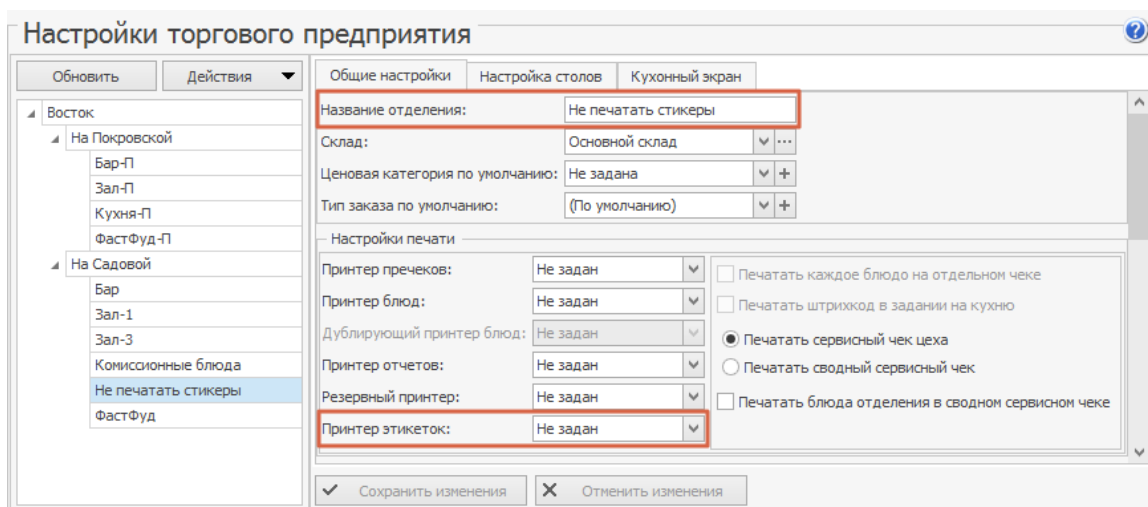 Настройки торгового предприятия
Обновить
Действия
Восток
На Покровской
Бар-П
Зал-П
Кухня-П
ФастФуд-П
На Садовой
Бар
Зал-1
Зал-3
Комиссионные блюда
Не печатать стикеры
ФастФуд
Общие настройки
Настройка столов
Кухонный экран
Название отделения: Не печатать стикеры
Склад: Основной склад
Ценовая категория по умолчанию: Не задана
Тип заказа по умолчанию: (По умолчанию)
Настройки печати
Принтер пречеков: Не задан
Принтер блюд: Не задан
Дублирующий принтер блюд: Не задан
Принтер отчетов: Не задан
Резервный принтер: Не задан
Принтер этикеток: Не задан
Печатать каждое блюдо на отдельном чеке
Печатать штрихкод в задании на кухню
Печатать сервисный чек цеха
Печатать сводный сервисный чек
Печатать блюда отделения в сводном сервисном чеке
Сохранить изменения
Отменить изменения